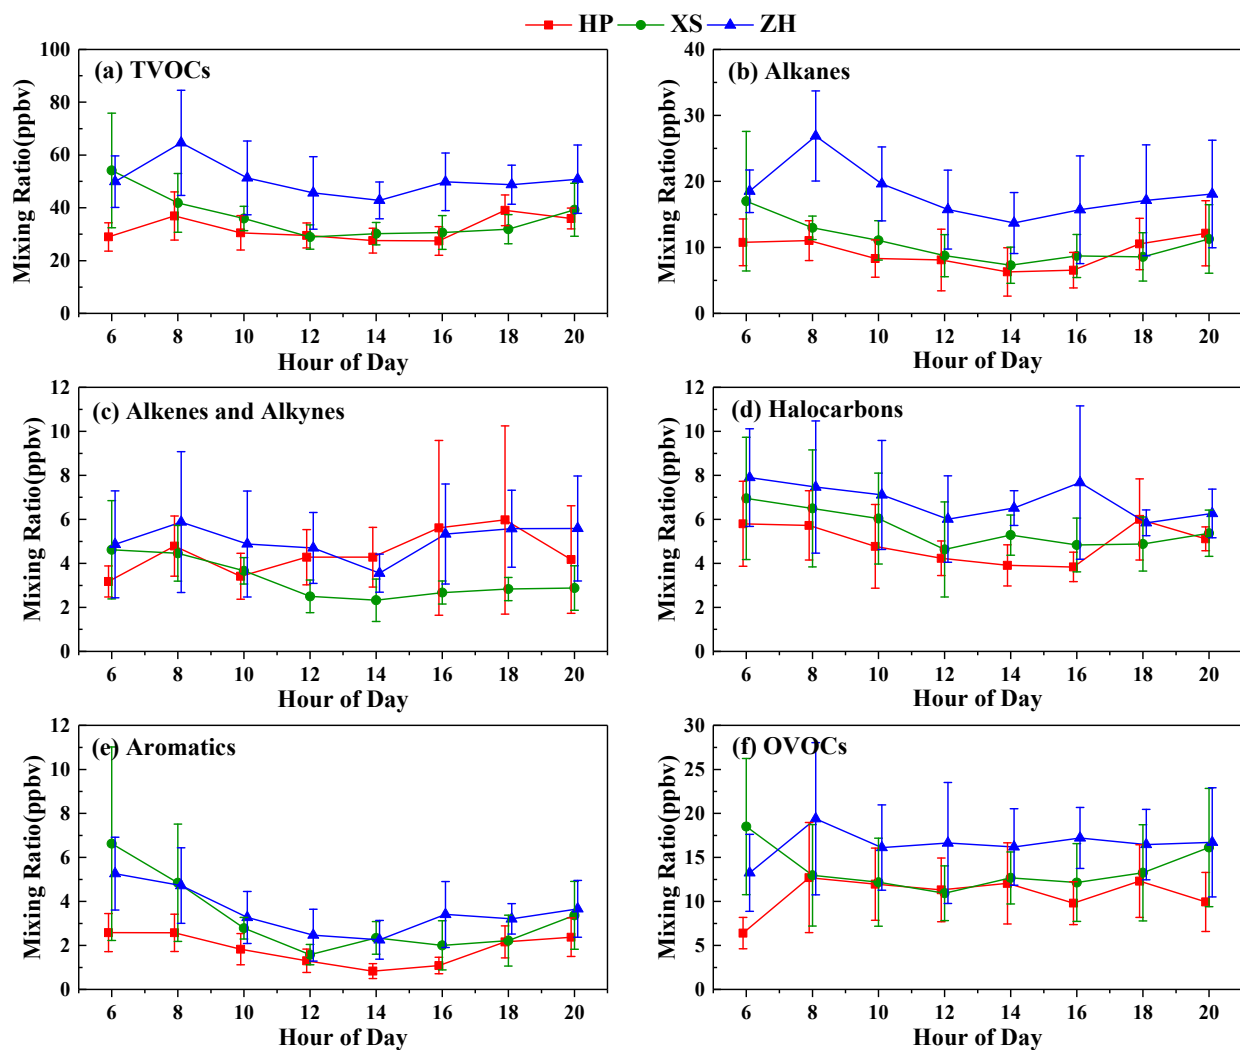 HP XS ZH
(a) TVOCs
Mixing Ratio(ppbv)
100
80
60
40
20
0
6 8 10 12 14 16 18 20
Hour of Day
(b) Alkanes
Mixing Ratio(ppbv)
40
30
20
10
0
6 8 10 12 14 16 18 20
Hour of Day
(c) Alkenes and Alkynes
Mixing Ratio(ppbv)
12
10
8
6
4
2
0
6 8 10 12 14 16 18 20
Hour of Day
(d) Halocarbons
Mixing Ratio(ppbv)
12
10
8
6
4
2
0
6 8 10 12 14 16 18 20
Hour of Day
(e) Aromatics
Mixing Ratio(ppbv)
12
10
8
6
4
2
0
6 8 10 12 14 16 18 20
Hour of Day
(f) OVOCs
Mixing Ratio(ppbv)
30
25
20
15
10
5
0
6 8 10 12 14 16 18 20
Hour of Day